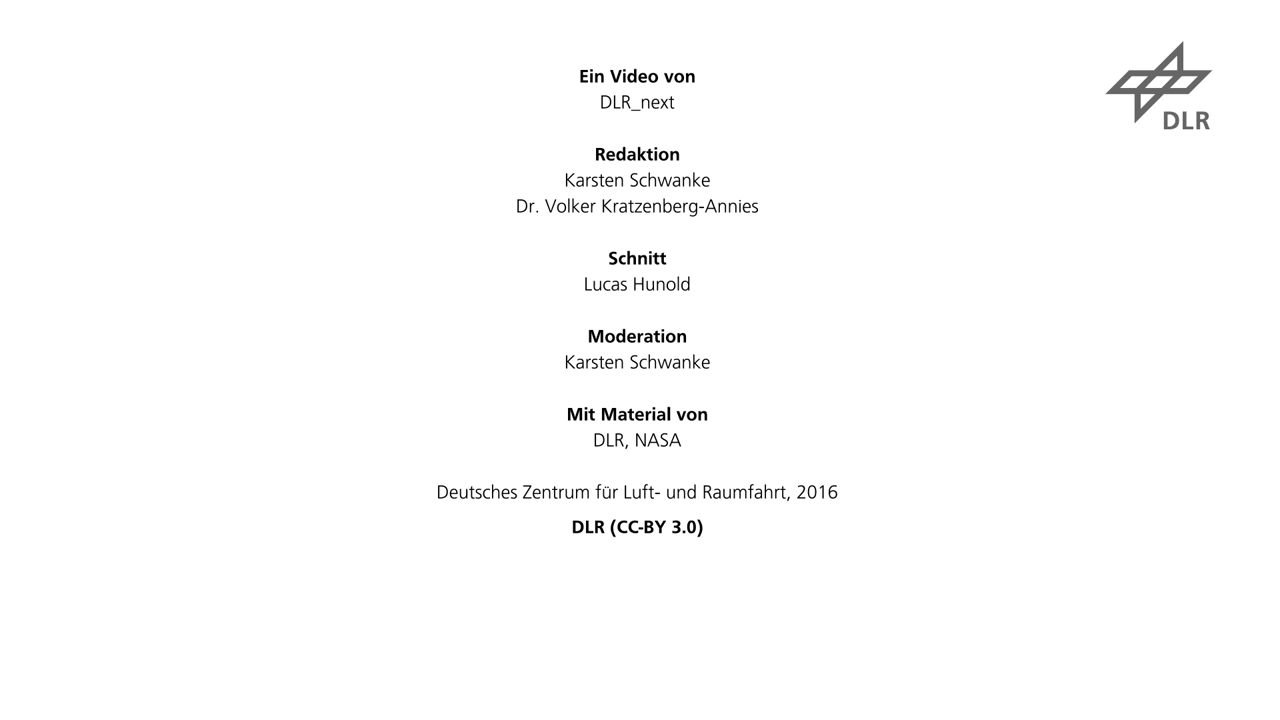 Ein Video von
DLR_next
Redaktion
Karsten Schwanke
Dr. Volker Kratzenberg-Annies
Schnitt
Lucas Hunold
Moderation
Karsten Schwanke
Mit Material von
DLR, NASA
Deutsches Zentrum für Luft- und Raumfahrt, 2016
DLR (CC-BY 3.0)
DLR